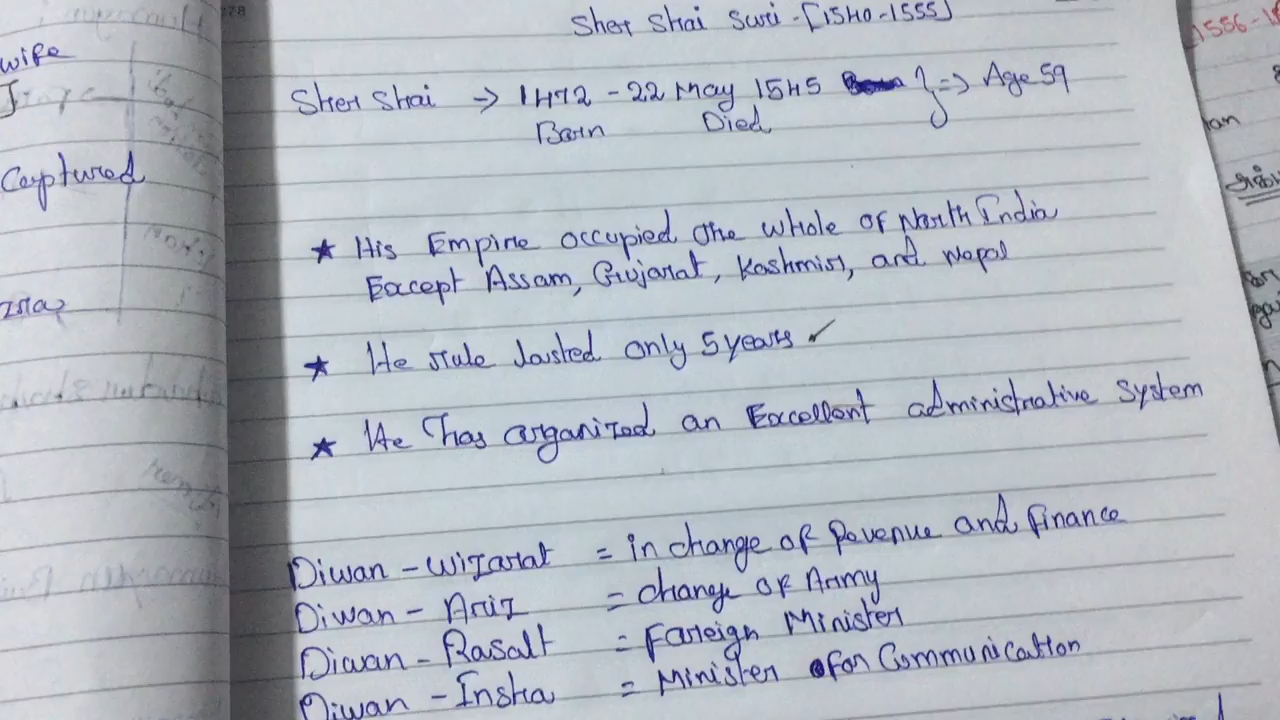 Sher Shai Suri - [1540-1555]
Sher Shai → 1472 - 22 May 1545 } ⇒ Age 59
Born Died
★ His Empire occupied the whole of North India
Except Assam, Gujarat, Kashmir, and Nepal
★ He rule lasted only 5 years ✓
★ He has organized an Excellent administrative System
Diwan - Wizarat = in charge of Revenue and finance
Diwan - Ariz = charge of Army
Diwan - Rasalt = Foreign Minister
Diwan - Insha = Minister for Communication
wife
Captured
128
1556-1